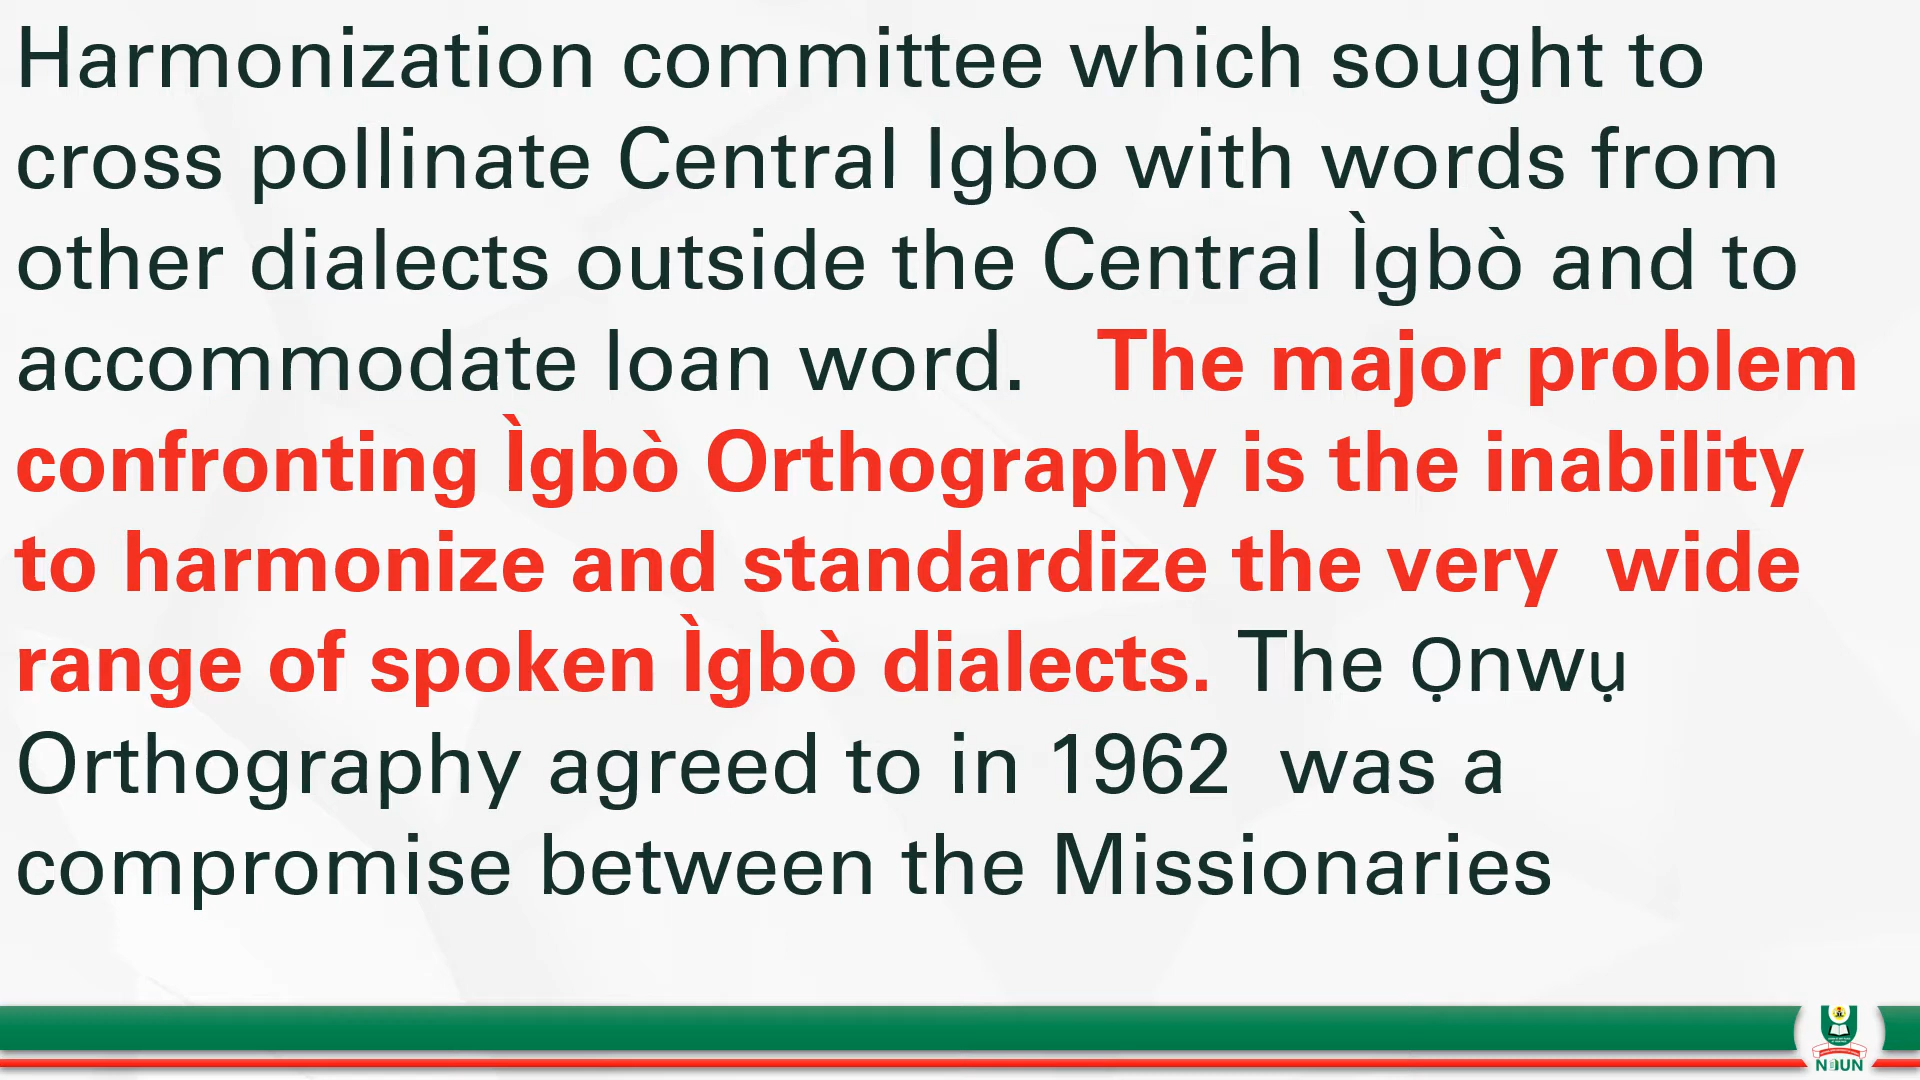 Harmonization committee which sought to
cross pollinate Central Igbo with words from
other dialects outside the Central Ìgbò and to
accommodate loan word. The major problem
confronting Ìgbò Orthography is the inability
to harmonize and standardize the very wide
range of spoken Ìgbò dialects. The Ọnwụ
Orthography agreed to in 1962 was a
compromise between the Missionaries
NOUN